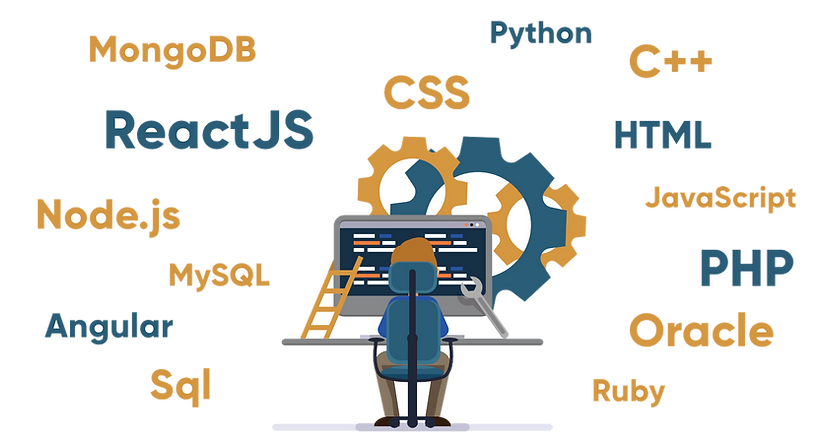 Python
MongoDB
C++
CSS
ReactJS
HTML
JavaScript
Node.js
PHP
MySQL
Angular
Oracle
Sql
Ruby